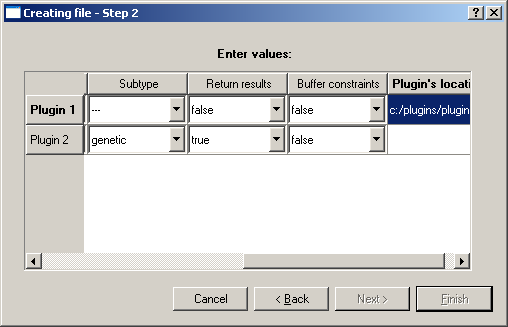 Creating file - Step 2
Enter values:
Subtype Return results Buffer constraints Plugin's locati
Plugin 1 --- false false c:/plugins/plugin
Plugin 2 genetic true false
Cancel < Back Next > Finish